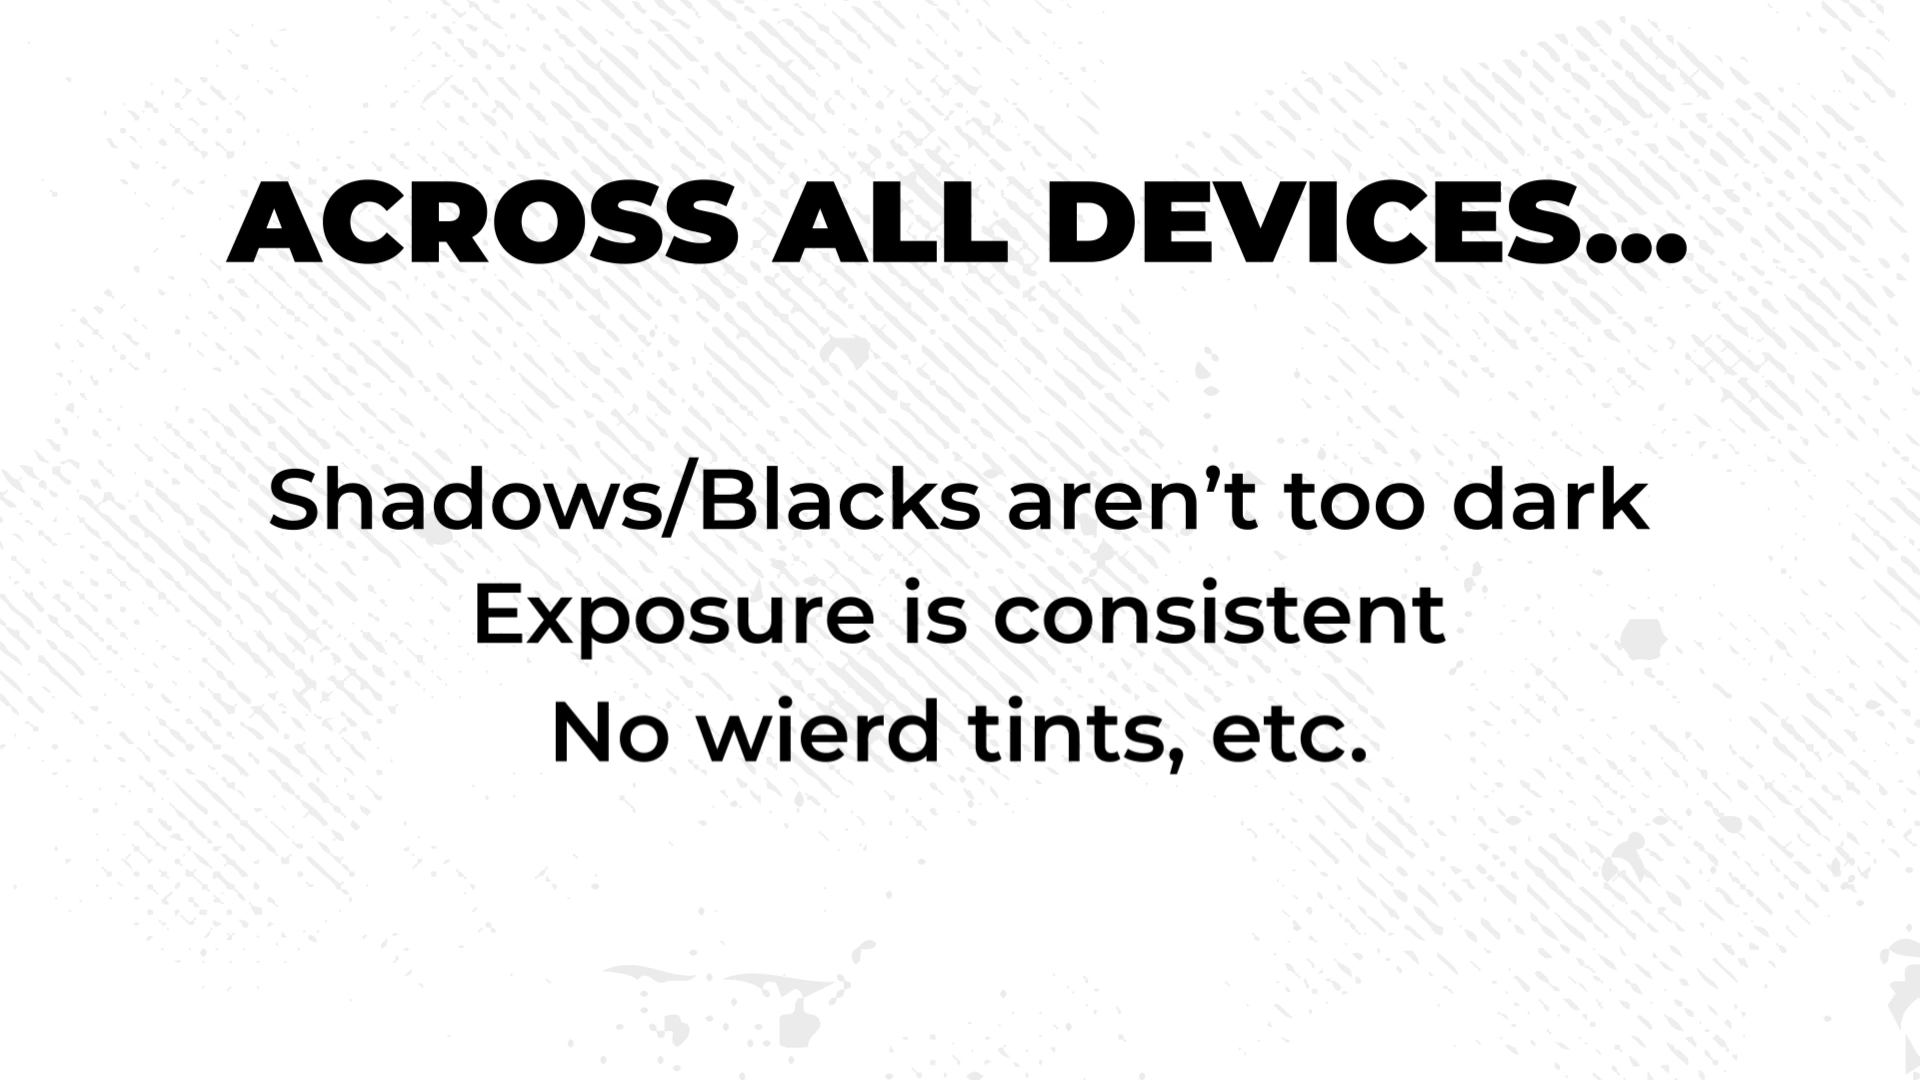 ACROSS ALL DEVICES...
Shadows/Blacks aren’t too dark
Exposure is consistent
No wierd tints, etc.